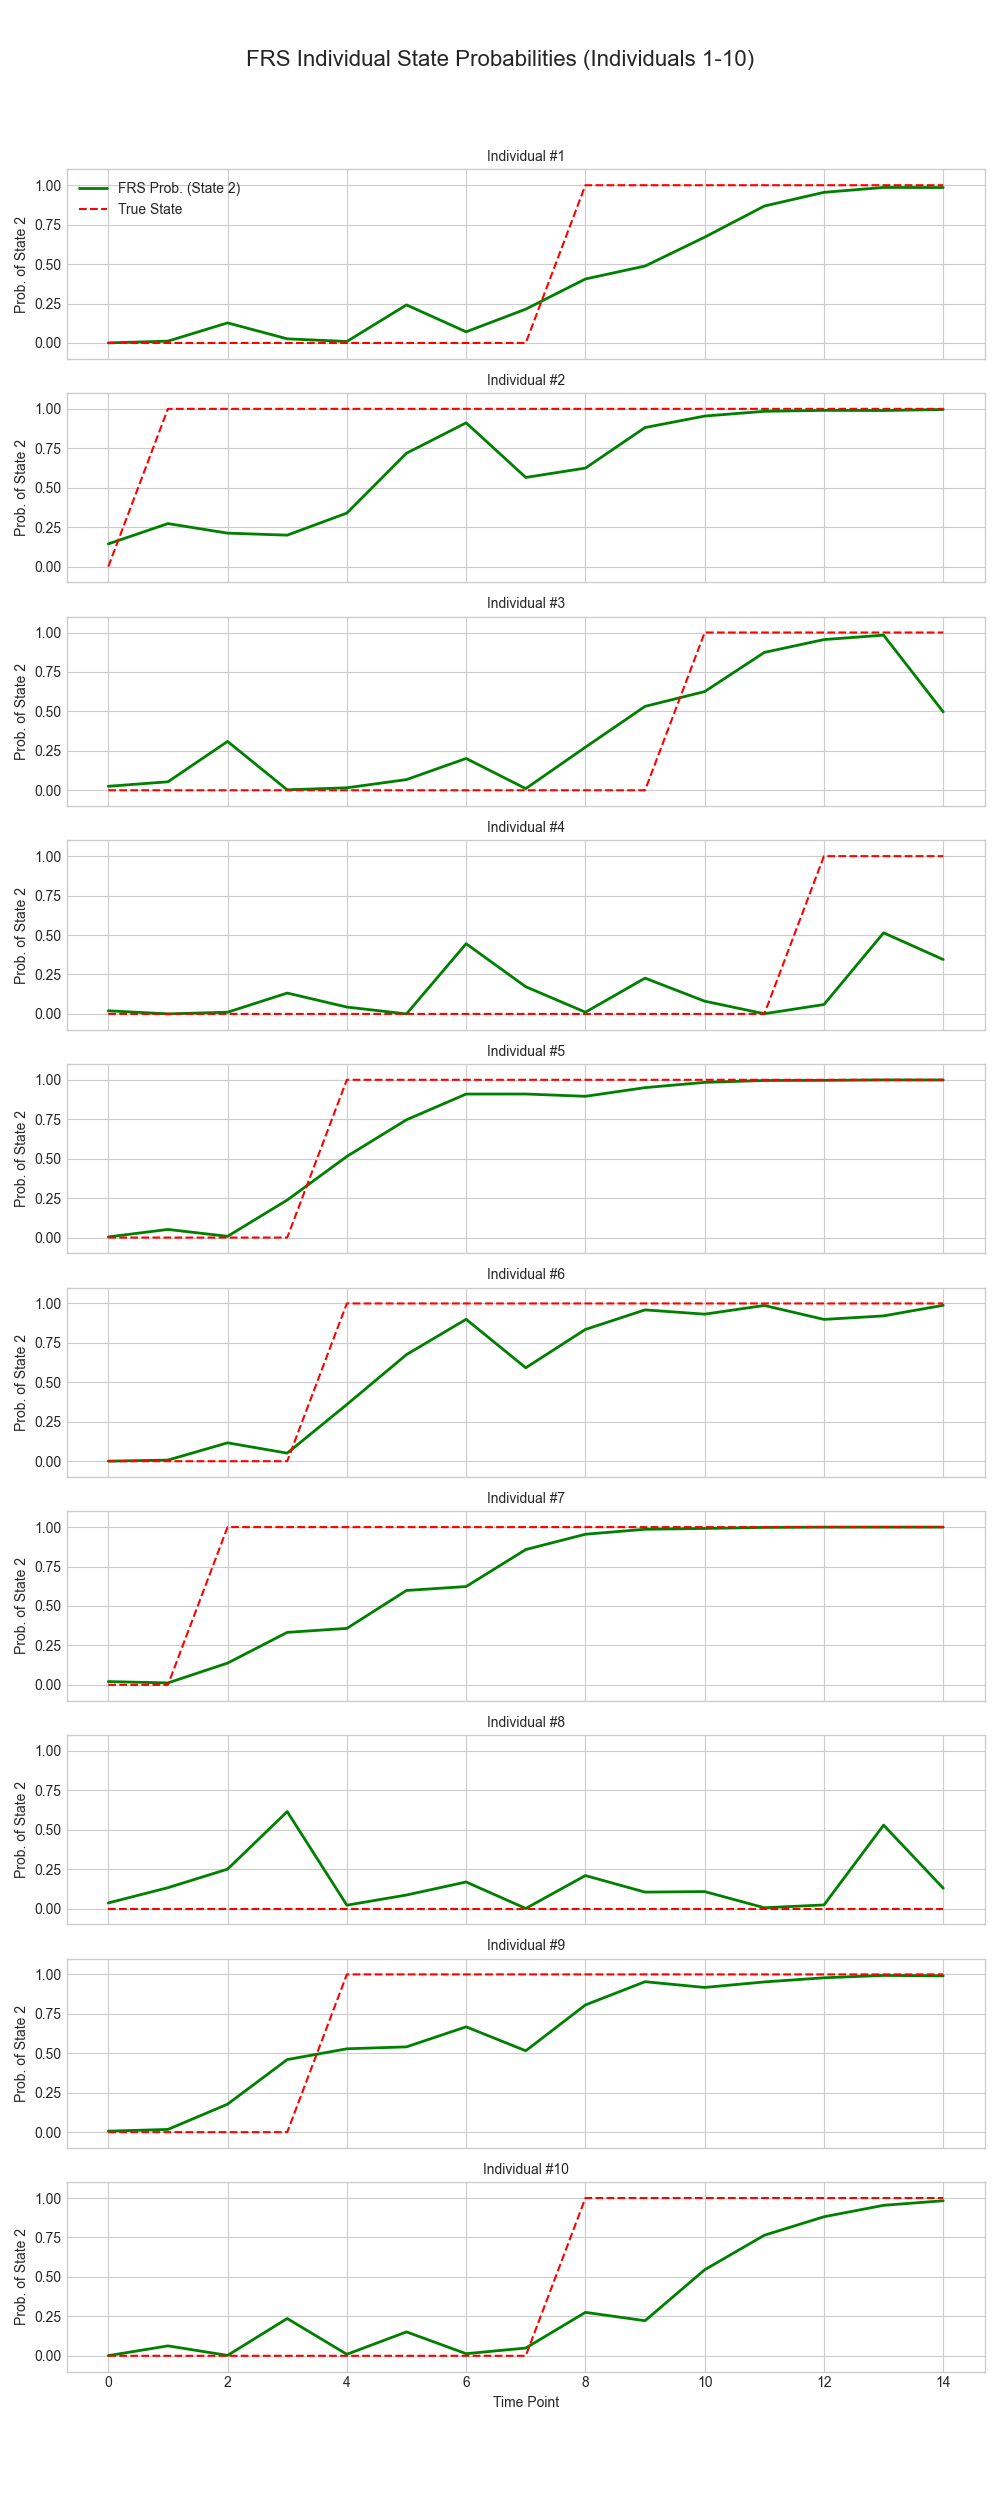 FRS Individual State Probabilities (Individuals 1-10)
Individual #1
Prob. of State 2
1.00
0.75
0.50
0.25
0.00
FRS Prob. (State 2)
True State
Individual #2
Prob. of State 2
1.00
0.75
0.50
0.25
0.00
Individual #3
Prob. of State 2
1.00
0.75
0.50
0.25
0.00
Individual #4
Prob. of State 2
1.00
0.75
0.50
0.25
0.00
Individual #5
Prob. of State 2
1.00
0.75
0.50
0.25
0.00
Individual #6
Prob. of State 2
1.00
0.75
0.50
0.25
0.00
Individual #7
Prob. of State 2
1.00
0.75
0.50
0.25
0.00
Individual #8
Prob. of State 2
1.00
0.75
0.50
0.25
0.00
Individual #9
Prob. of State 2
1.00
0.75
0.50
0.25
0.00
Individual #10
Prob. of State 2
1.00
0.75
0.50
0.25
0.00
0 2 4 6 8 10 12 14
Time Point